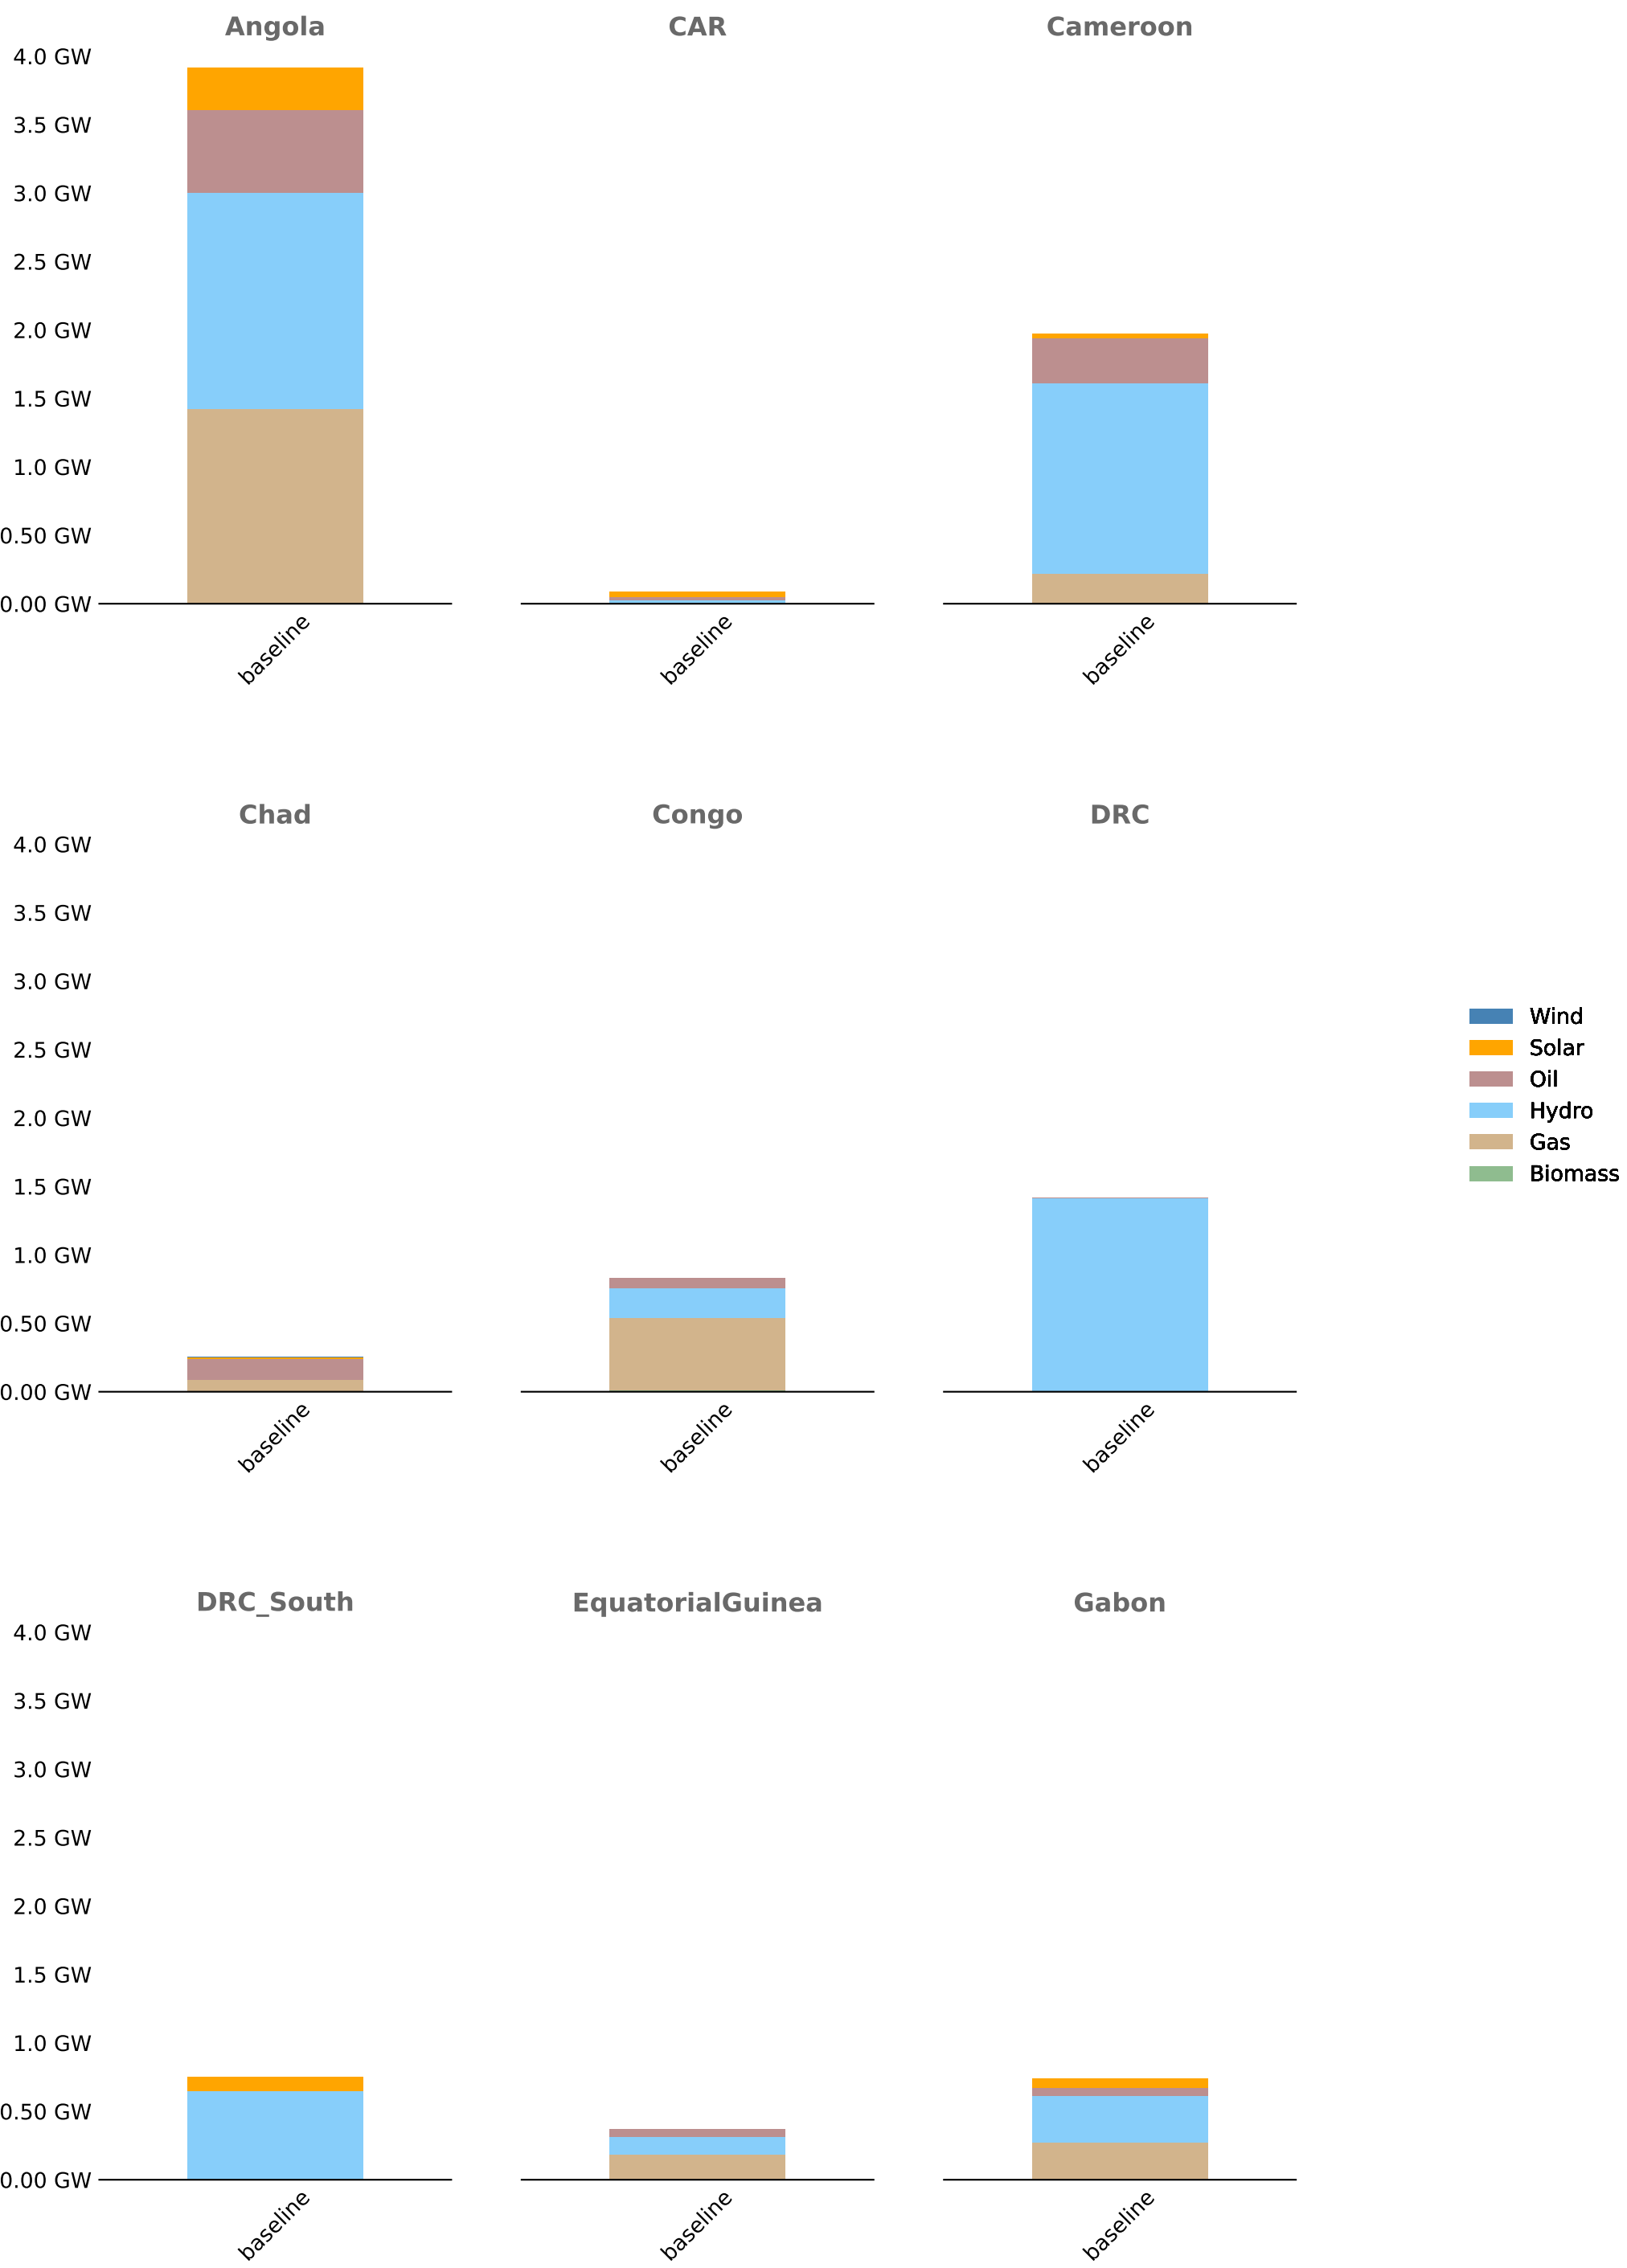 Angola
CAR
Cameroon
4.0 GW
3.5 GW
3.0 GW
2.5 GW
2.0 GW
1.5 GW
1.0 GW
0.50 GW
0.00 GW
baseline
baseline
baseline
Chad
Congo
DRC
4.0 GW
3.5 GW
3.0 GW
2.5 GW
2.0 GW
1.5 GW
1.0 GW
0.50 GW
0.00 GW
baseline
baseline
baseline
Wind
Solar
Oil
Hydro
Gas
Biomass
DRC_South
EquatorialGuinea
Gabon
4.0 GW
3.5 GW
3.0 GW
2.5 GW
2.0 GW
1.5 GW
1.0 GW
0.50 GW
0.00 GW
baseline
baseline
baseline